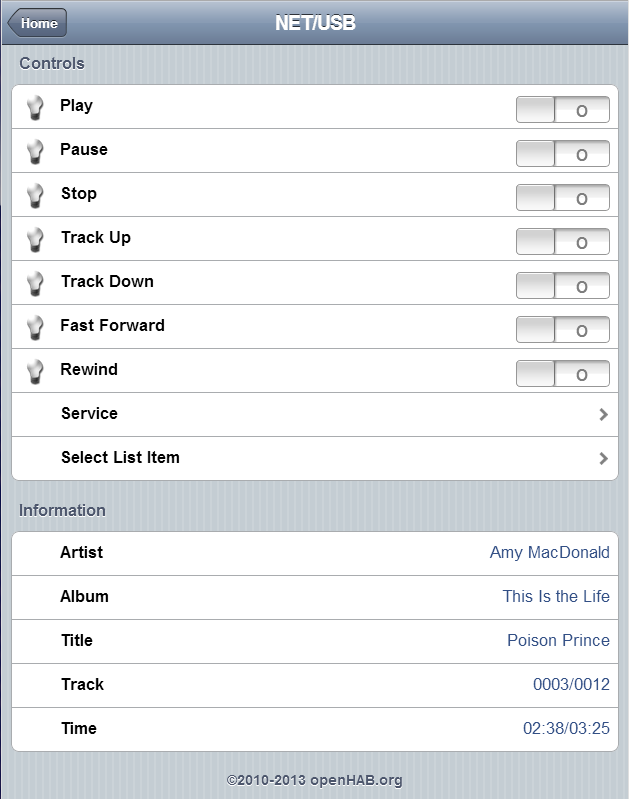 Home
NET/USB
Controls
Play O
Pause O
Stop O
Track Up O
Track Down O
Fast Forward O
Rewind O
Service
Select List Item
Information
Artist Amy MacDonald
Album This Is the Life
Title Poison Prince
Track 0003/0012
Time 02:38/03:25
©2010-2013 openHAB.org